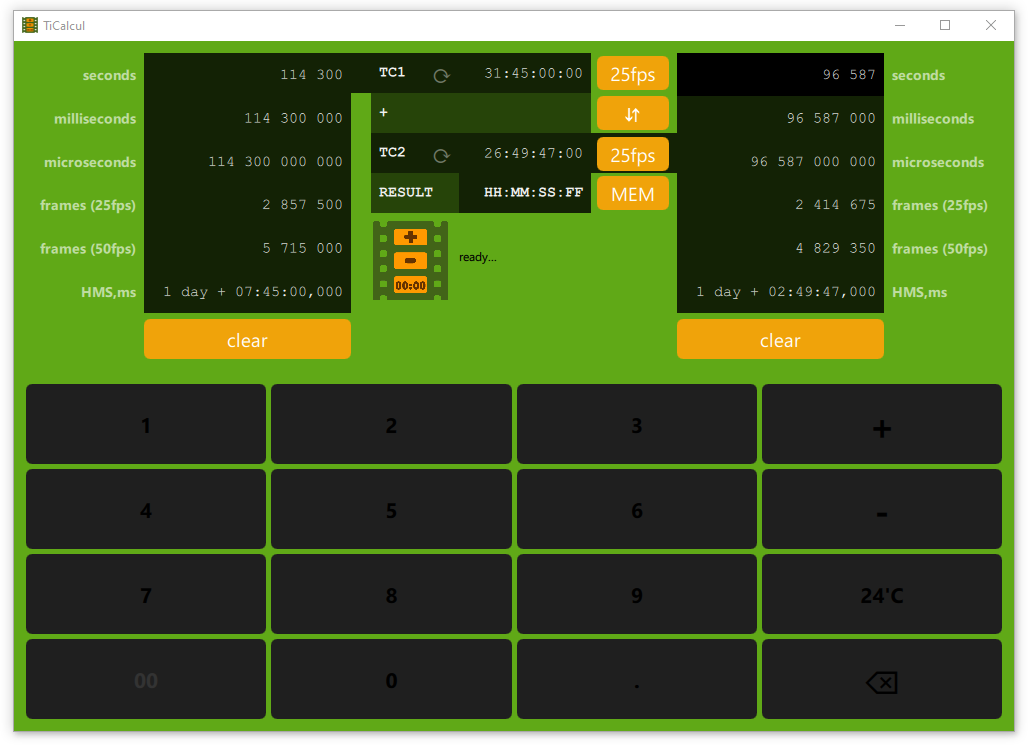 TiCalcul
seconds 114 300
milliseconds 114 300 000
microseconds 114 300 000 000
frames (25fps) 2 857 500
frames (50fps) 5 715 000
HMS,ms 1 day + 07:45:00,000
clear
TC1 31:45:00:00 25fps
+
TC2 26:49:47:00 25fps
RESULT HH:MM:SS:FF MEM
00:00
ready...
96 587 seconds
96 587 000 milliseconds
96 587 000 000 microseconds
2 414 675 frames (25fps)
4 829 350 frames (50fps)
1 day + 02:49:47,000 HMS,ms
clear
1 2 3 +
4 5 6 -
7 8 9 24'C
00 0 .